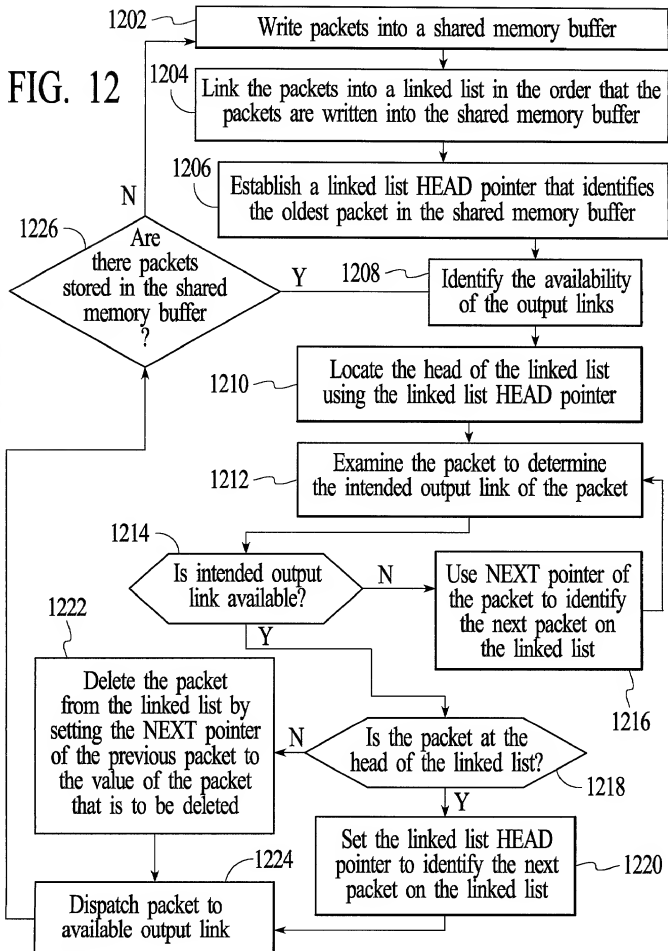 FIG. 12
1202
Write packets into a shared memory buffer
1204
Link the packets into a linked list in the order that the
packets are written into the shared memory buffer
1206
Establish a linked list HEAD pointer that identifies
the oldest packet in the shared memory buffer
N
1226
Are
there packets
stored in the shared
memory buffer
?
Y
1208
Identify the availability
of the output links
1210
Locate the head of the linked list
using the linked list HEAD pointer
1212
Examine the packet to determine
the intended output link of the packet
1214
Is intended output
link available?
N
Y
Use NEXT pointer of
the packet to identify
the next packet on
the linked list
1216
1222
Delete the packet
from the linked list by
setting the NEXT pointer
of the previous packet to
the value of the packet
that is to be deleted
N
Is the packet at the
head of the linked list?
1218
Y
Set the linked list HEAD
pointer to identify the next
packet on the linked list
1220
1224
Dispatch packet to
available output link